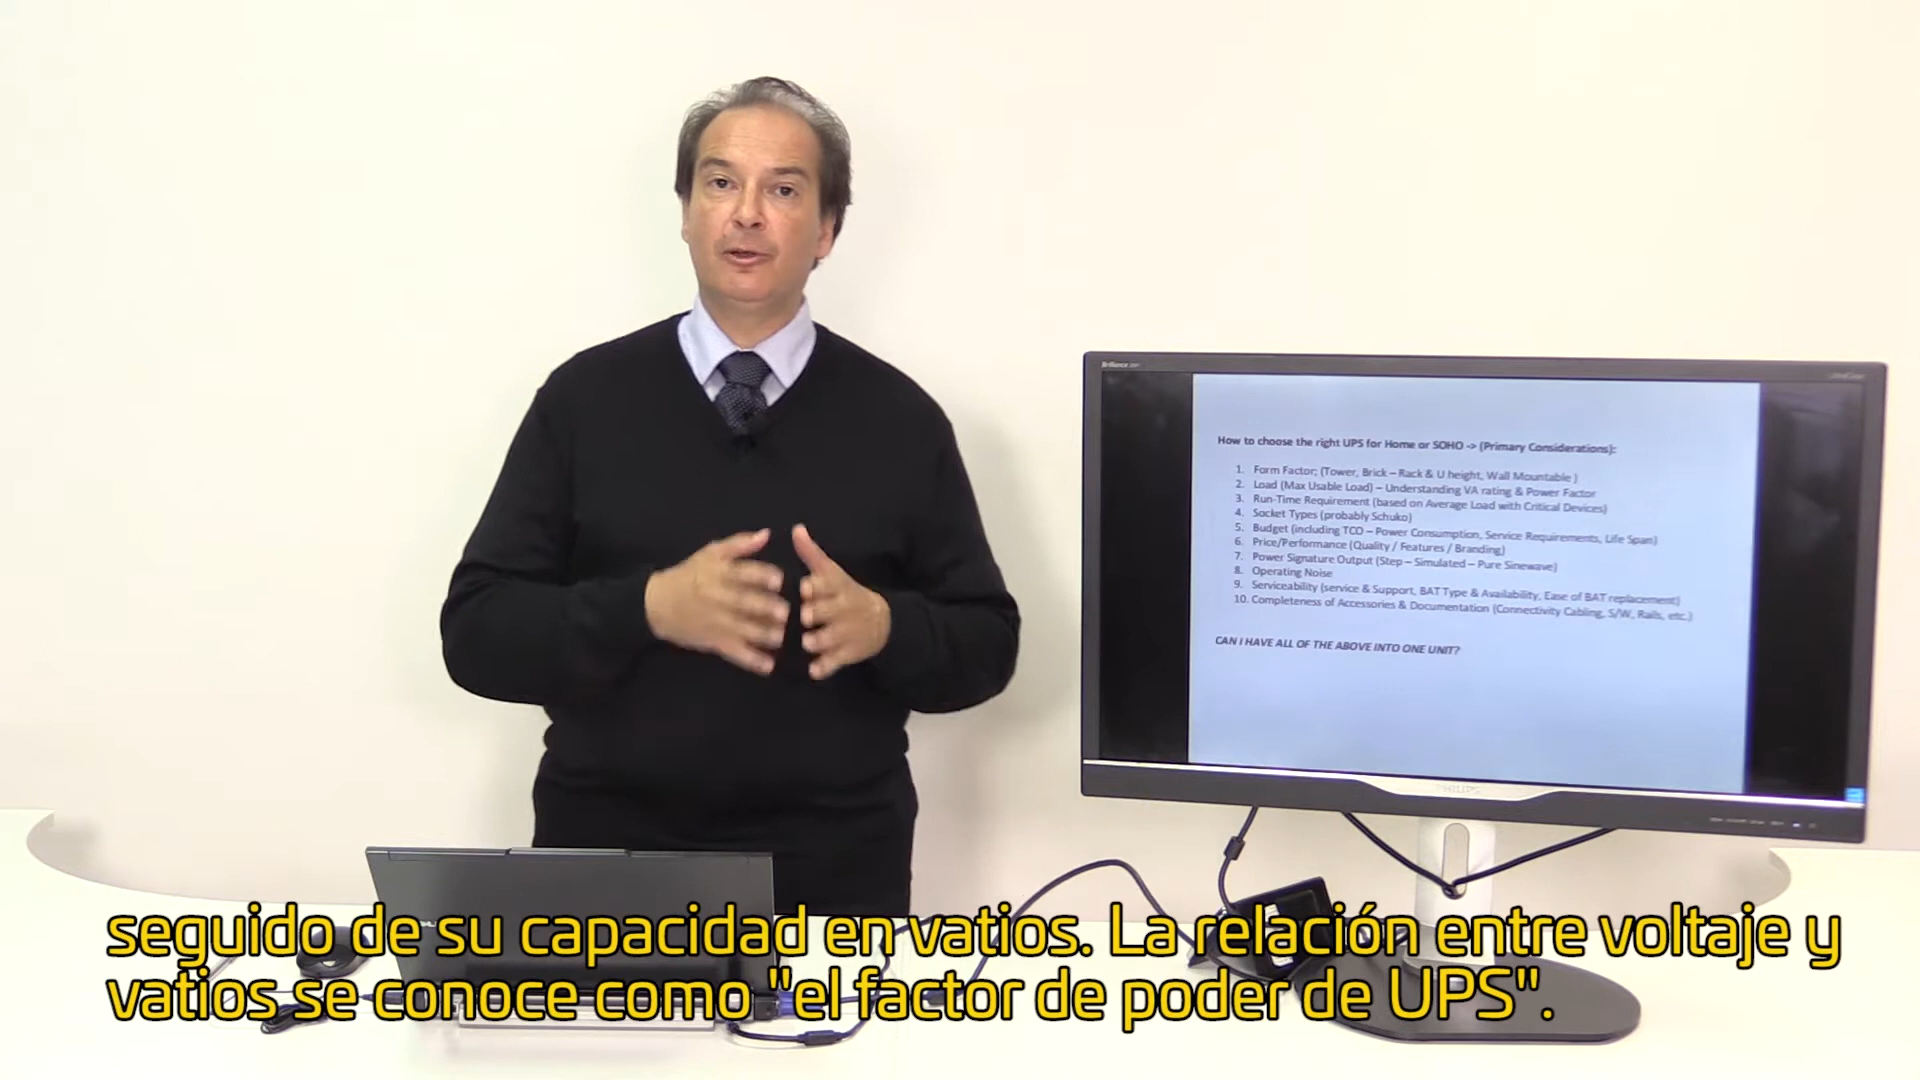 Brilliance
How to choose the right UPS for Home or SOHO -> (Primary Considerations):
1. Form Factor; (Tower, Brick – Rack & U height, Wall Mountable )
2. Load (Max Usable Load) – Understanding VA rating & Power Factor
3. Run-Time Requirement (based on Average Load with Critical Devices)
4. Socket Types (probably Schuko)
5. Budget (including TCO – Power Consumption, Service Requirements, Life Span)
6. Price/Performance (Quality / Features / Branding)
7. Power Signature Output (Step – Simulated – Pure Sinewave)
8. Operating Noise
9. Serviceability (service & Support, BAT Type & Availability, Ease of BAT replacement)
10. Completeness of Accessories & Documentation (Connectivity Cabling, S/W, Rails, etc.)
CAN I HAVE ALL OF THE ABOVE INTO ONE UNIT?
PHILIPS
seguido de su capacidad en vatios. La relación entre voltaje y
vatios se conoce como "el factor de poder de UPS".